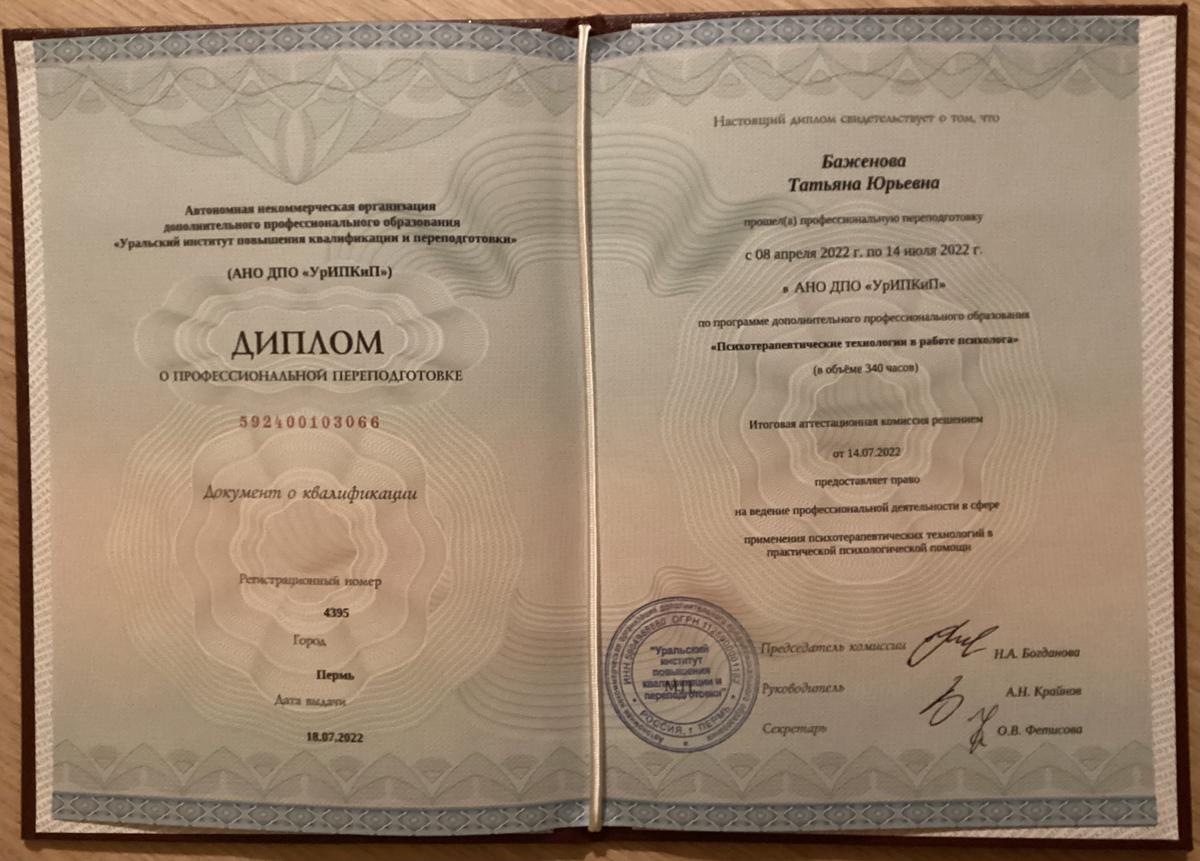 Автономная некоммерческая организация
дополнительного профессионального образования
«Уральский институт повышения квалификации и переподготовки»
(АНО ДПО «УрИПКиП»)
ДИПЛОМ
О ПРОФЕССИОНАЛЬНОЙ ПЕРЕПОДГОТОВКЕ
592400103066
Документ о квалификации
Регистрационный номер
4395
Город
Пермь
Дата выдачи
18.07.2022
Настоящий диплом свидетельствует о том, что
Баженова
Татьяна Юрьевна
прошел(а) профессиональную переподготовку
с 08 апреля 2022 г. по 14 июля 2022 г.
в АНО ДПО «УрИПКиП»
по программе дополнительного профессионального образования
«Психотерапевтические технологии в работе психолога»
(в объёме 340 часов)
Итоговая аттестационная комиссия решением
от 14.07.2022
предоставляет право
на ведение профессиональной деятельности в сфере
применения психотерапевтических технологий в
практической психологической помощи
Председатель комиссии Н.А. Богданова
Руководитель А.Н. Крайнов
Секретарь О.В. Фетисова
М.П.
"Уральский
институт
повышения
квалификации и
переподготовки"
РОССИЯ, г. ПЕРМЬ